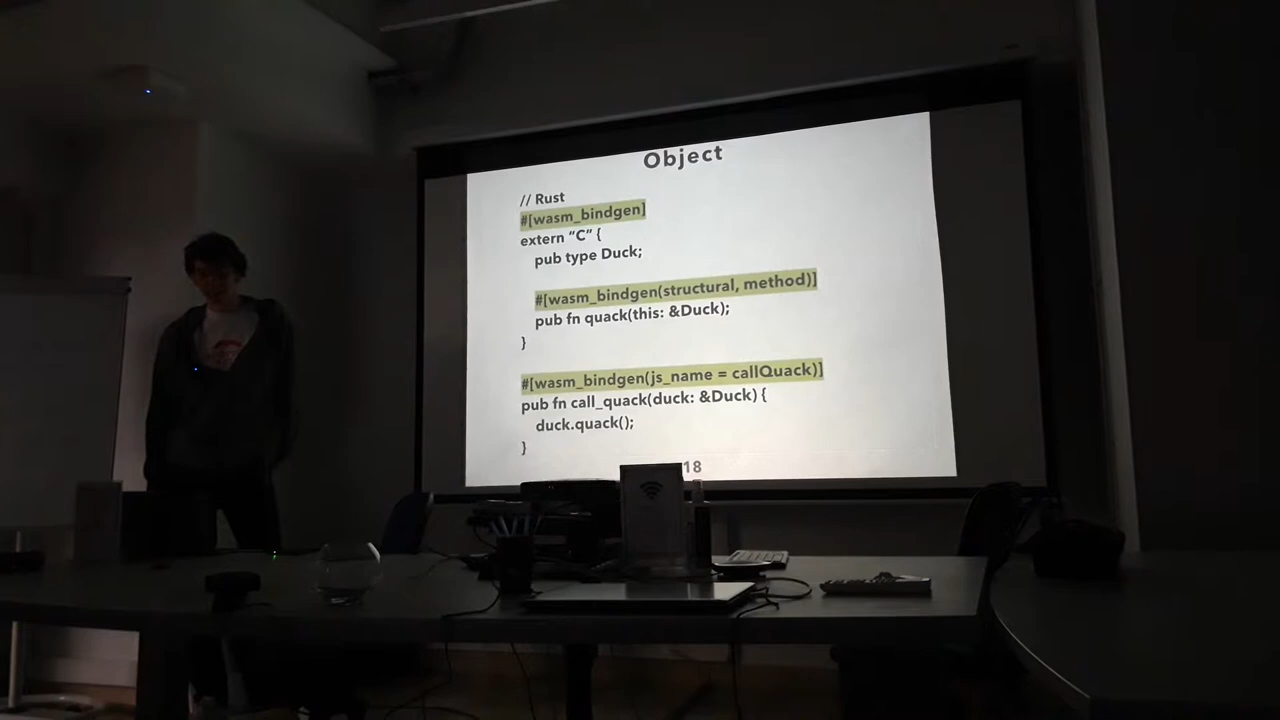 Object
// Rust
#[wasm_bindgen]
extern “C” {
pub type Duck;
#[wasm_bindgen(structural, method)]
pub fn quack(this: &Duck);
}
#[wasm_bindgen(js_name = callQuack)]
pub fn call_quack(duck: &Duck) {
duck.quack();
}
18